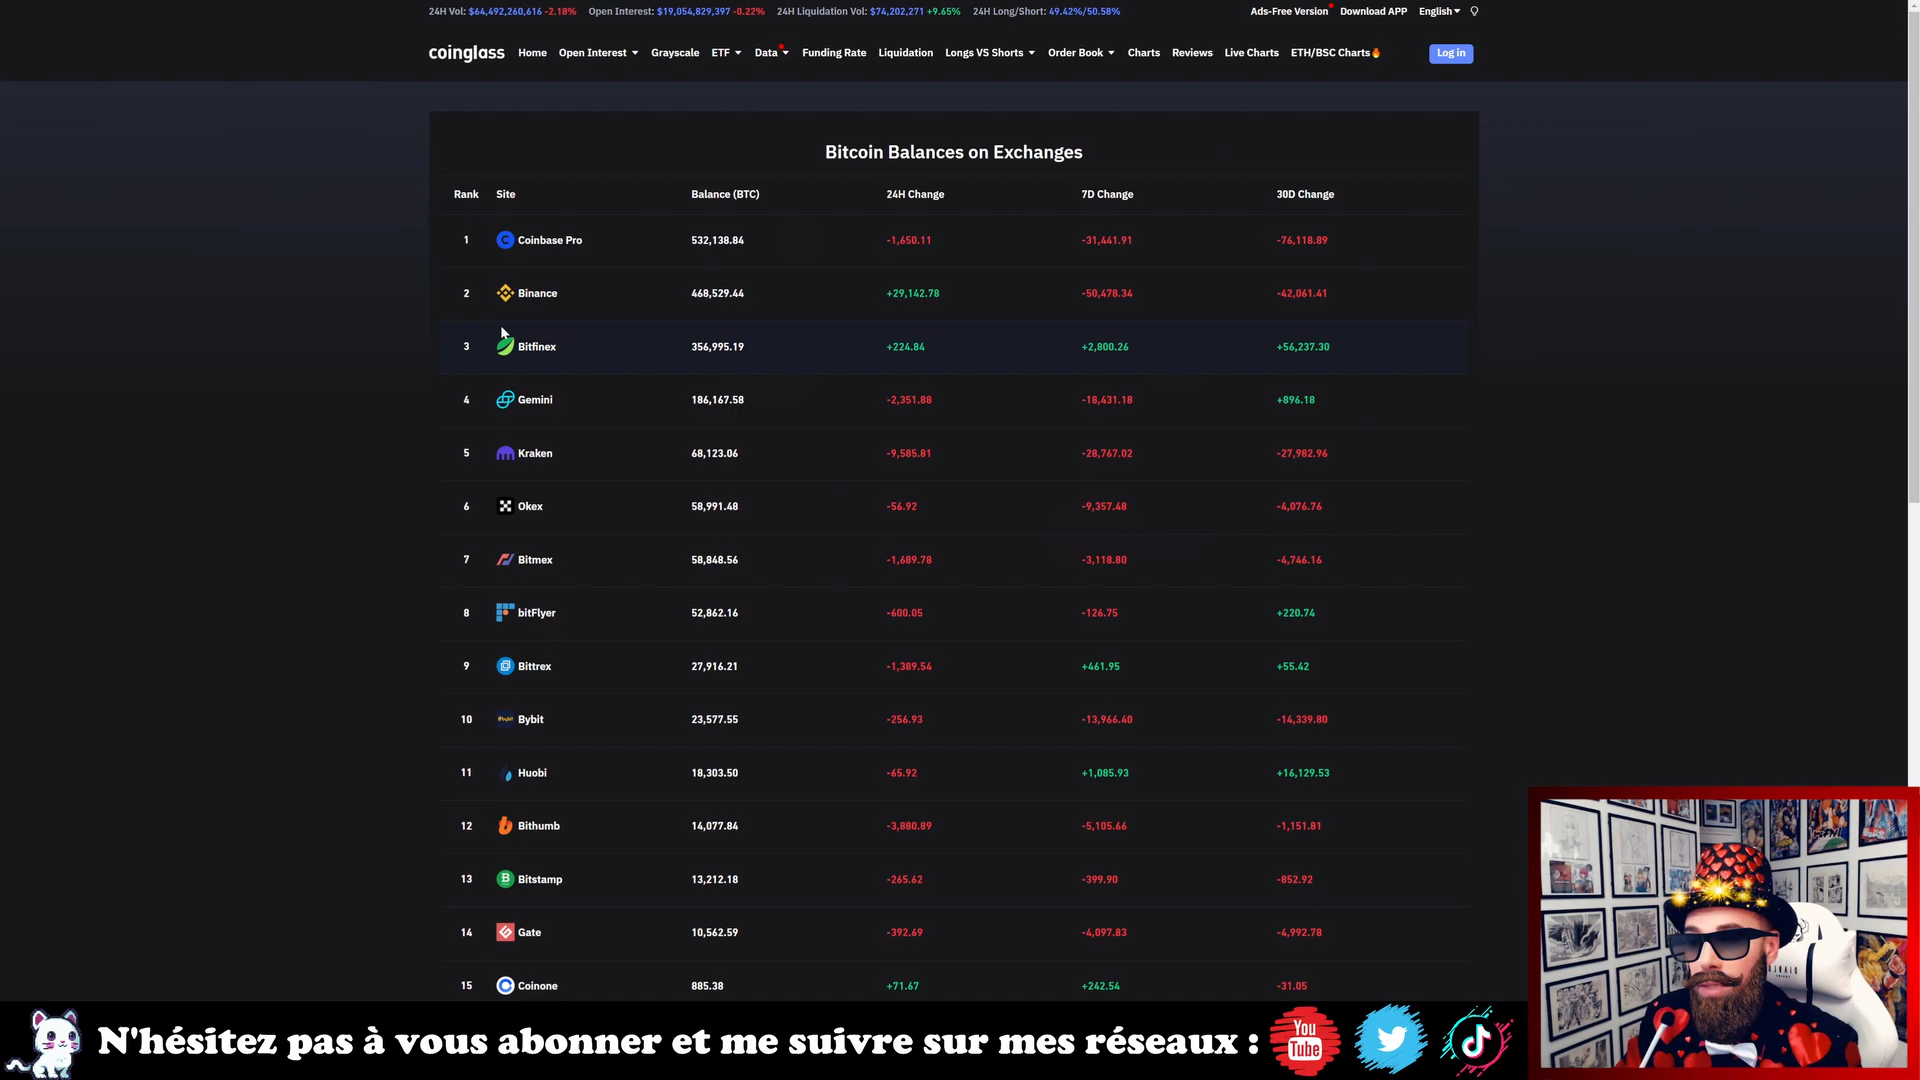 24H Vol: $64,492,260,616 -2.18% Open Interest: $19,054,829,397 -0.22% 24H Liquidation Vol: $74,202,271 +9.65% 24H Long/Short: 49.42%/50.58% Ads-Free Version Download APP English
coinglass Home Open Interest Grayscale ETF Data Funding Rate Liquidation Longs VS Shorts Order Book Charts Reviews Live Charts ETH/BSC Charts Log in
Bitcoin Balances on Exchanges
Rank Site Balance (BTC) 24H Change 7D Change 30D Change
1 Coinbase Pro 532,138.84 -1,650.11 -31,441.91 -76,118.89
2 Binance 468,529.44 +29,142.78 -50,478.34 -42,061.41
3 Bitfinex 356,995.19 +224.84 +2,800.26 +56,237.30
4 Gemini 186,167.58 -2,351.88 -18,431.18 +896.18
5 Kraken 68,123.06 -9,585.81 -28,767.02 -27,982.96
6 Okex 58,991.48 -56.92 -9,357.48 -4,076.76
7 Bitmex 58,848.56 -1,689.78 -3,118.80 -4,746.16
8 bitFlyer 52,862.16 -600.05 -126.75 +220.74
9 Bittrex 27,916.21 -1,389.54 +461.95 +55.42
10 Bybit 23,577.55 -256.93 -13,966.40 -14,339.80
11 Huobi 18,303.50 -65.92 +1,085.93 +16,129.53
12 Bithumb 14,077.84 -3,880.89 -5,105.66 -1,151.81
13 Bitstamp 13,212.18 -265.62 -399.90 -852.92
14 Gate 10,562.59 -392.69 -4,097.83 -4,992.78
15 Coinone 885.38 +71.67 +242.54 -31.05
N'hésitez pas à vous abonner et me suivre sur mes réseaux :
You
Tube